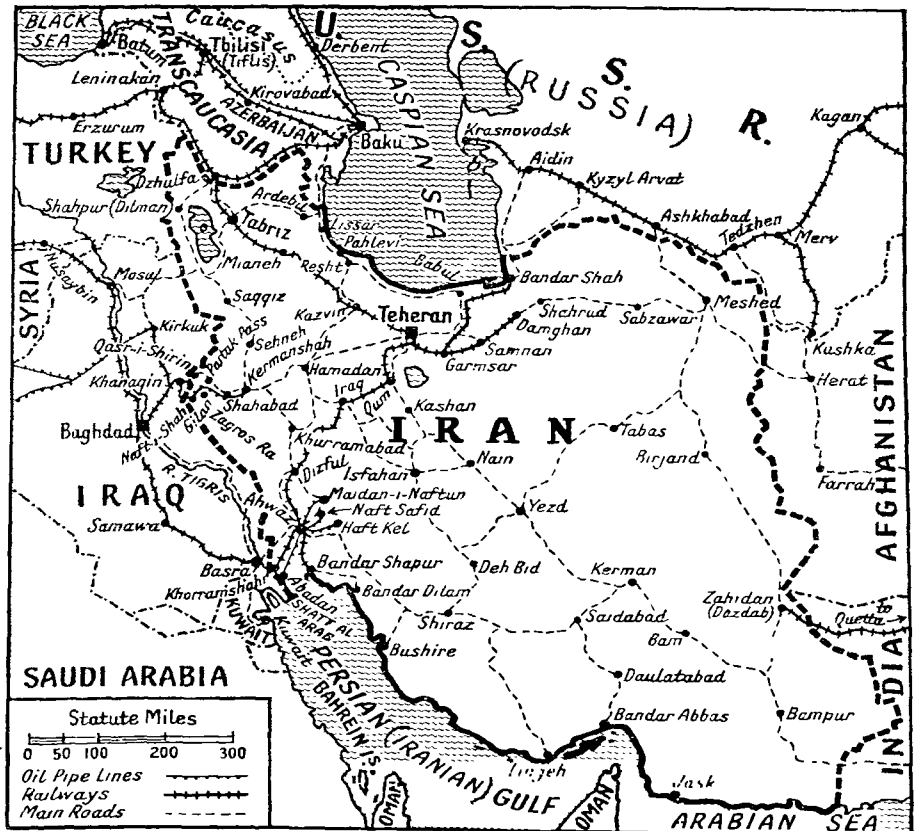 BLACK SEA
Batum
Caucasus
Tbilisi
(Tiflis)
TRANSCAUCASIA
Leninakan
Kirovabad
AZERBAIJAN
Derbent
Baku
CASPIAN SEA
U. S. S. R.
(RUSSIA)
Krasnovodsk
Aidin
Kyzyl Arvat
Kagan
Ashkhabad
Tedzhen
Merv
Erzurum
TURKEY
Dzhulfa
Shahpur (Dilman)
Ardebil
Lissar
Tabriz
Pahlevi
Mianeh
Resht
Babul
Bandar Shah
SYRIA
Nusaybin
Mosul
Saqqiz
Kazvin
Teheran
Shahrud
Damghan
Sabzawar
Meshed
Kirkuk
Paitak Pass
Sehneh
Samnan
Garmsar
Kushka
Qasr-i-Shirin
Kermanshah
Hamadan
Herat
Khanaqin
Shahabad
Iraq
Qum
Kashan
Naft-i-Shah
Gilan
Zagros Ra
Khurramabad
IRAN
Tabas
Baghdad
Dizful
Isfahan
Nain
Birjand
Farrah
AFGHANISTAN
R. TIGRIS
IRAQ
Ahwaz
Maidan-i-Naftun
Naft Safid
Haft Kel
Yezd
Samawa
Basra
Bandar Shapur
Deh Bid
Kerman
Khorramshahr
Abadan
SHATT AL ARAB
Bandar Dilam
Zahidan
(Dozdab)
to Quetta
KUWAIT
Kuwait
Shiraz
Saidabad
Bam
Bushire
SAUDI ARABIA
PERSIAN (IRANIAN) GULF
BAHREIN Is.
Daulatabad
INDIA
Bandar Abbas
Bampur
Lingeh
Jask
OMAN
OMAN
ARABIAN SEA
Statute Miles
0 50 100 200 300
Oil Pipe Lines
Railways
Main Roads